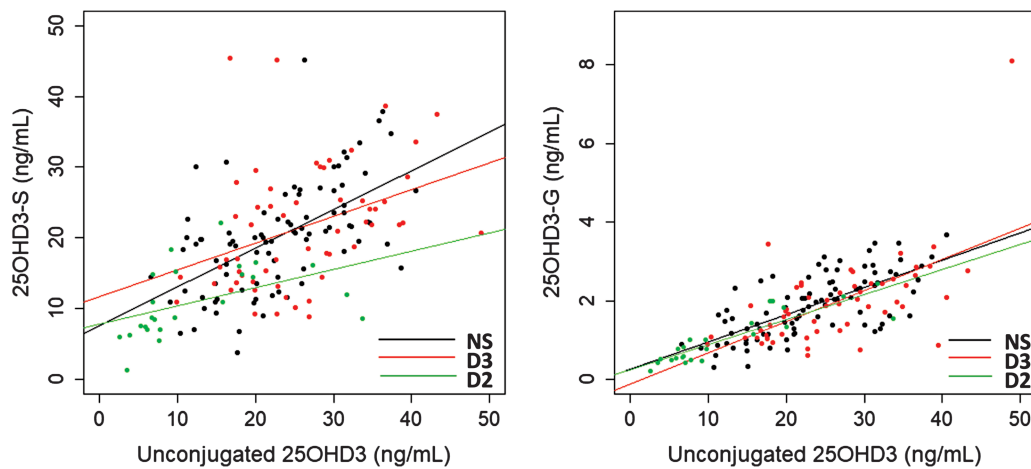 25OHD3-S (ng/mL)
50
40
30
20
10
0
NS
D3
D2
0 10 20 30 40 50
Unconjugated 25OHD3 (ng/mL)
25OHD3-G (ng/mL)
8
6
4
2
0
NS
D3
D2
0 10 20 30 40 50
Unconjugated 25OHD3 (ng/mL)